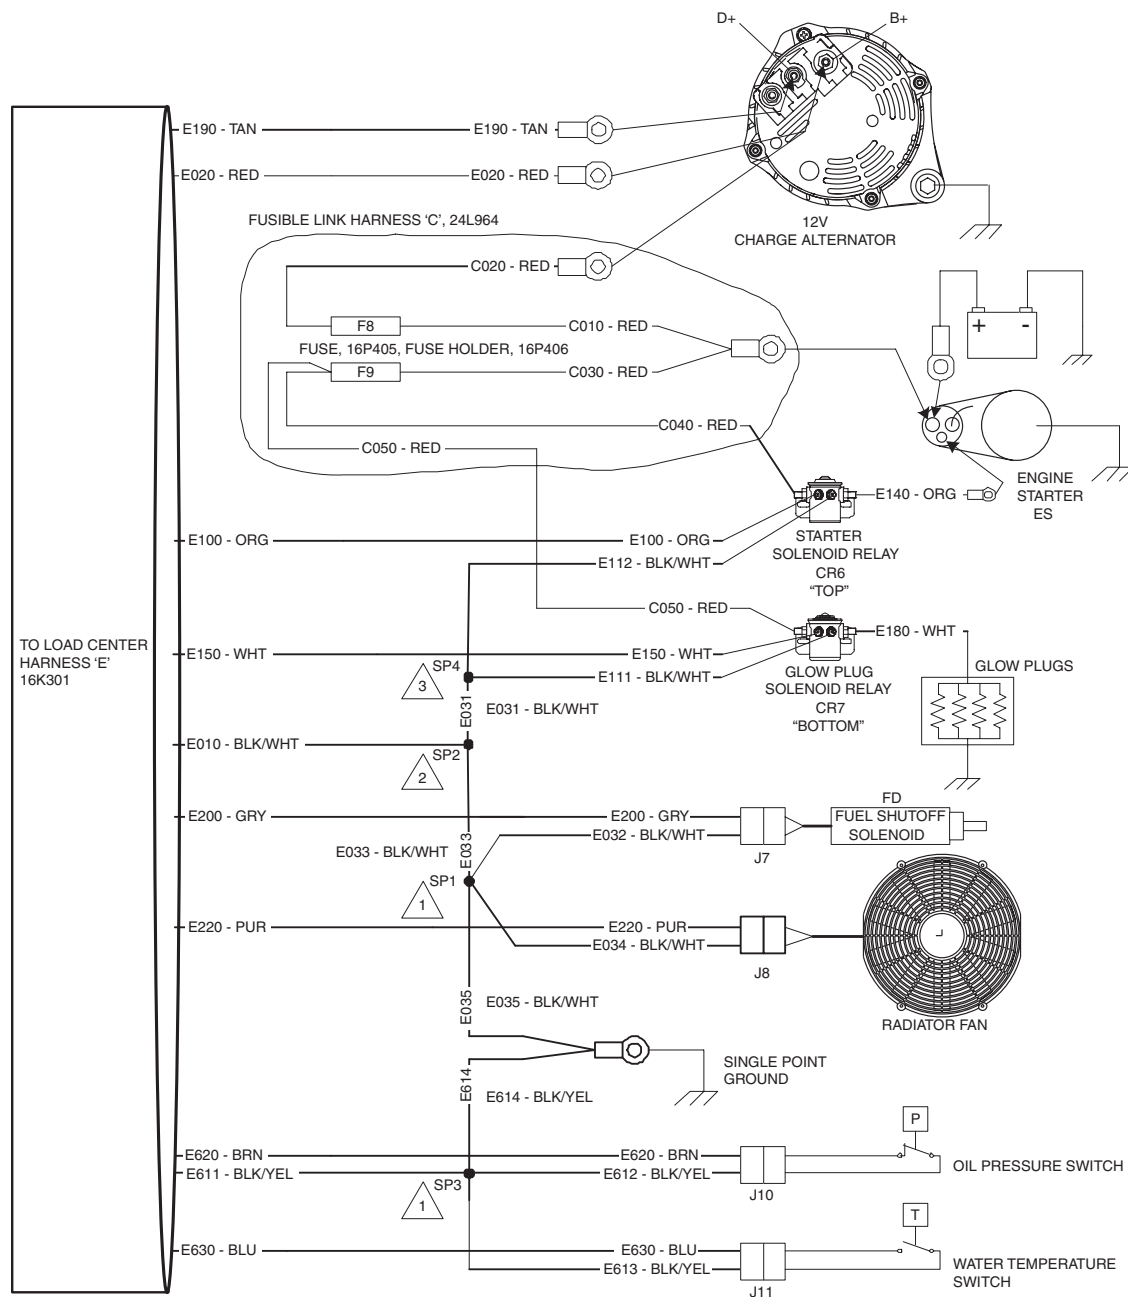 D+
B+
E190 - TAN
E190 - TAN
E020 - RED
E020 - RED
12V
CHARGE ALTERNATOR
FUSIBLE LINK HARNESS ‘C’, 24L964
C020 - RED
F8
C010 - RED
FUSE, 16P405, FUSE HOLDER, 16P406
F9
C030 - RED
+
-
C040 - RED
C050 - RED
ENGINE
STARTER
ES
E140 - ORG
STARTER
SOLENOID RELAY
CR6
“TOP”
E100 - ORG
E100 - ORG
E112 - BLK/WHT
C050 - RED
TO LOAD CENTER
HARNESS ‘E’
16K301
E150 - WHT
E150 - WHT
E180 - WHT
GLOW PLUGS
GLOW PLUG
SOLENOID RELAY
CR7
“BOTTOM”
SP4
3
E111 - BLK/WHT
E031
E031 - BLK/WHT
E010 - BLK/WHT
SP2
2
E200 - GRY
E200 - GRY
E032 - BLK/WHT
J7
FD
FUEL SHUTOFF
SOLENOID
E033 - BLK/WHT
E033
SP1
1
E220 - PUR
E220 - PUR
E034 - BLK/WHT
J8
RADIATOR FAN
E035
E035 - BLK/WHT
SINGLE POINT
GROUND
E614
E614 - BLK/YEL
P
E620 - BRN
E620 - BRN
E611 - BLK/YEL
E612 - BLK/YEL
OIL PRESSURE SWITCH
SP3
1
J10
T
E630 - BLU
E630 - BLU
E613 - BLK/YEL
J11
WATER TEMPERATURE
SWITCH